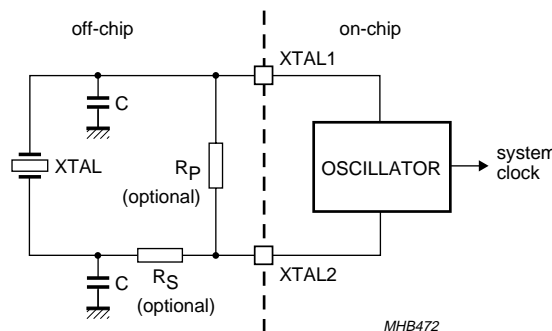 off-chip
on-chip
XTAL1
C
XTAL
RP
(optional)
OSCILLATOR
system
clock
C
RS
(optional)
XTAL2
MHB472